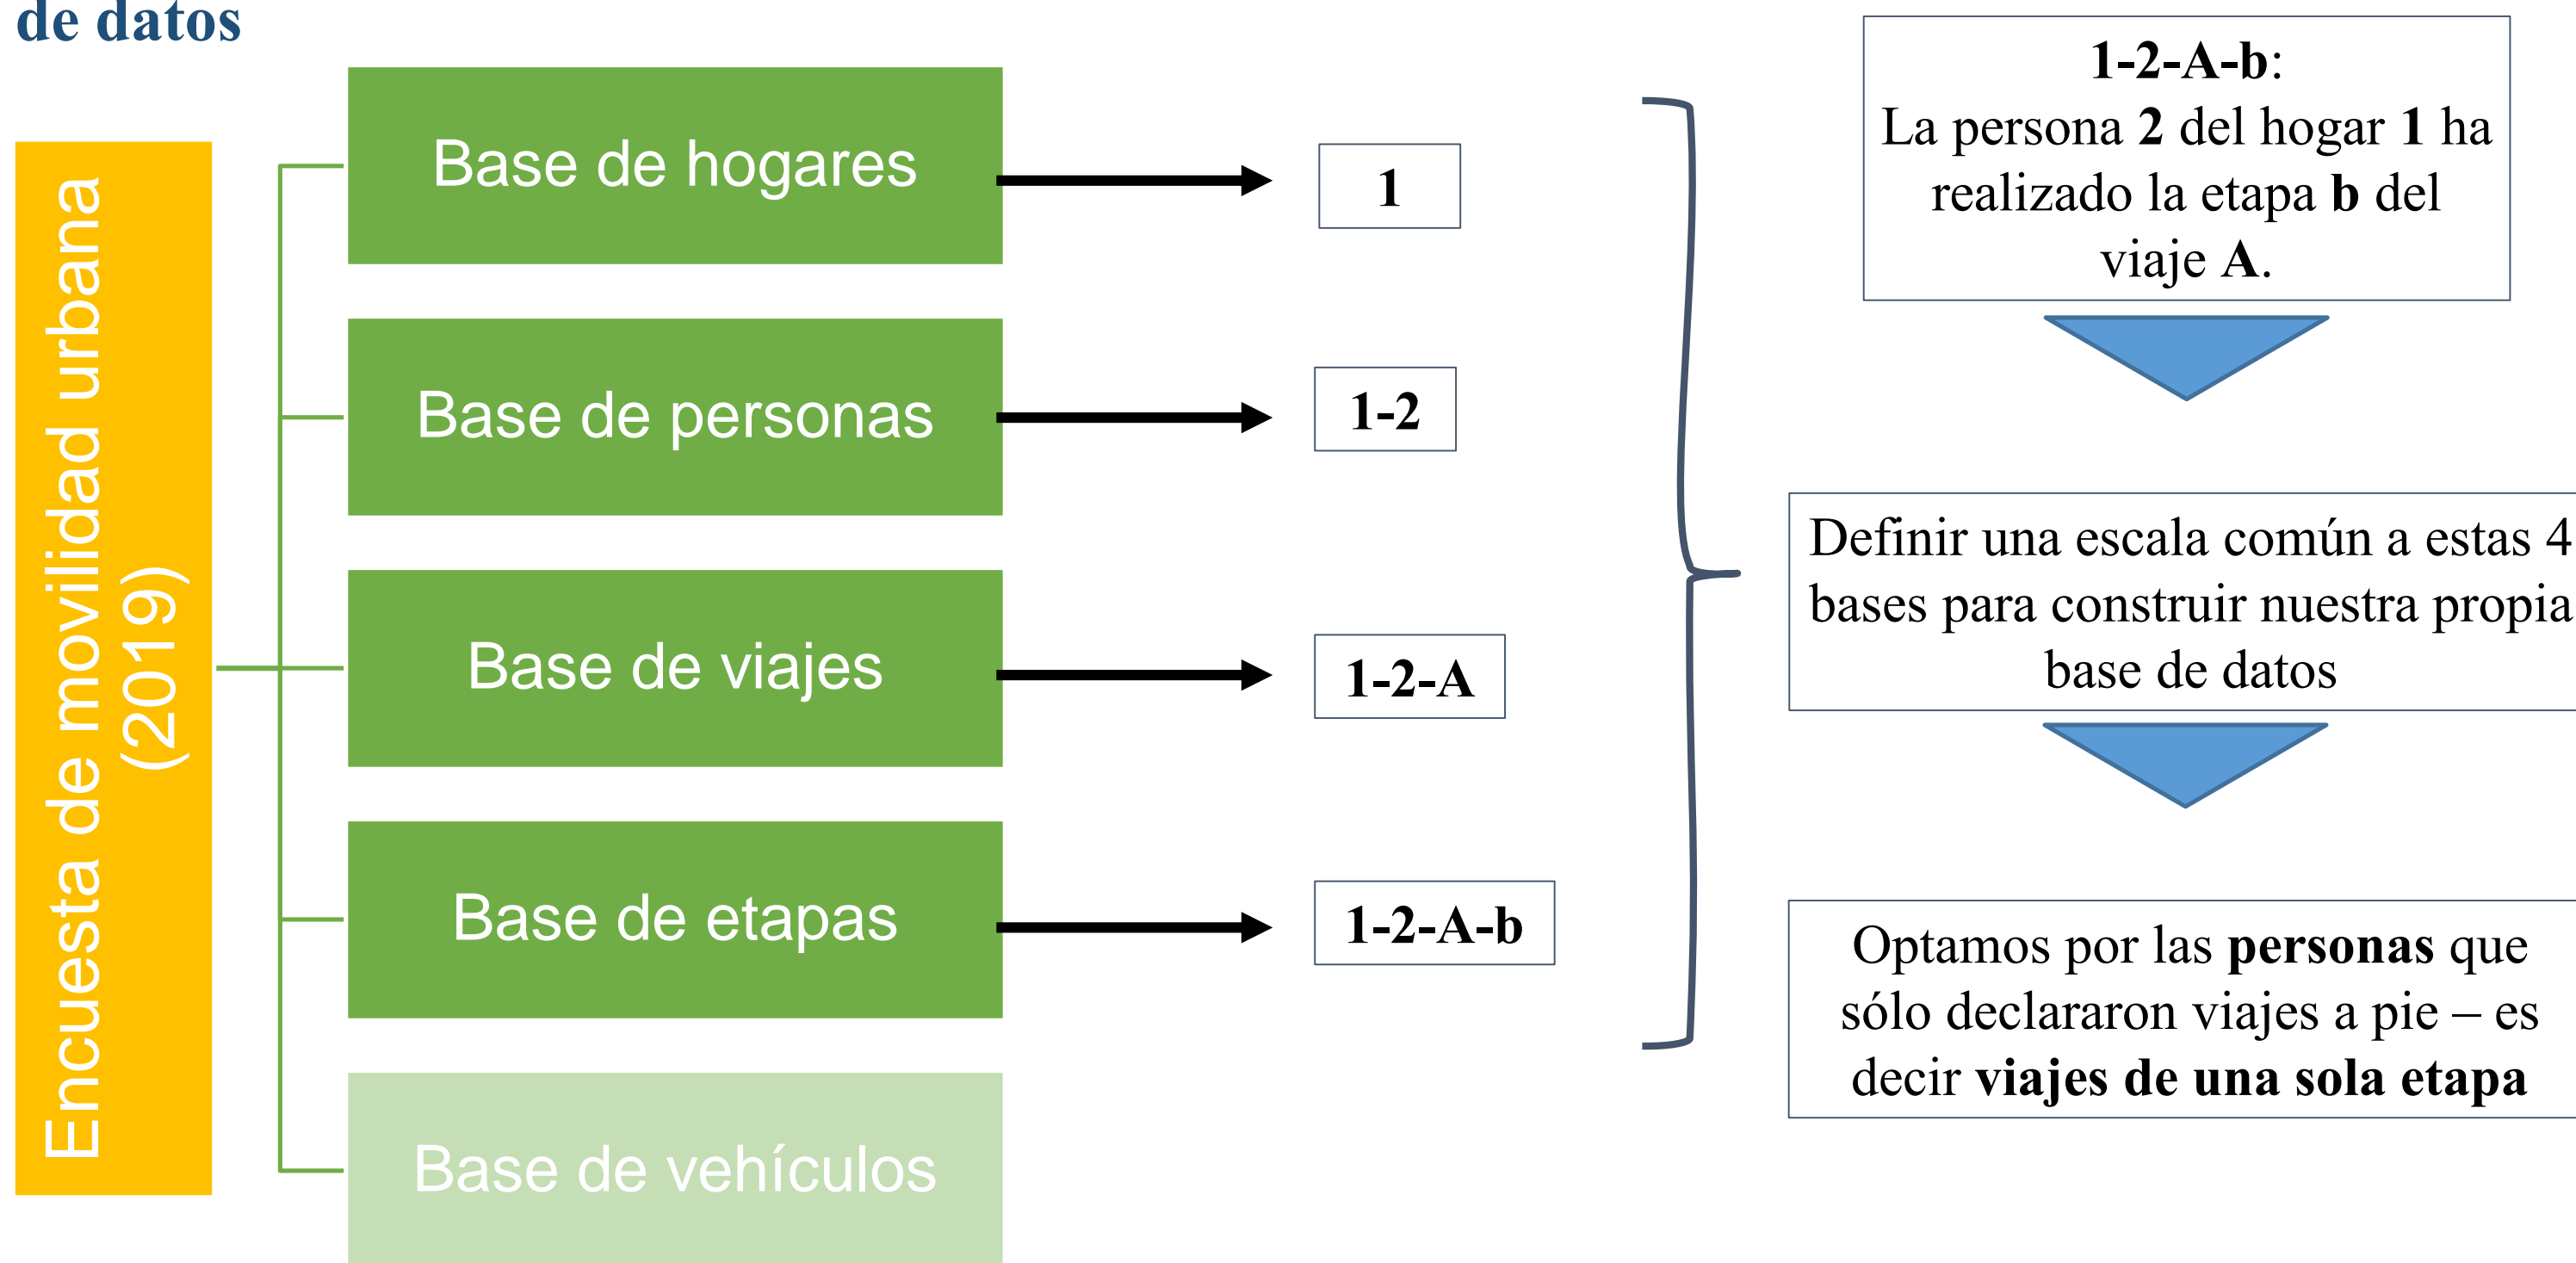 de datos
Encuesta de movilidad urbana
(2019)
Base de hogares
1
Base de personas
1-2
Base de viajes
1-2-A
Base de etapas
1-2-A-b
Base de vehículos
1-2-A-b:
La persona 2 del hogar 1 ha
realizado la etapa b del
viaje A.
Definir una escala común a estas 4
bases para construir nuestra propia
base de datos
Optamos por las personas que
sólo declararon viajes a pie – es
decir viajes de una sola etapa